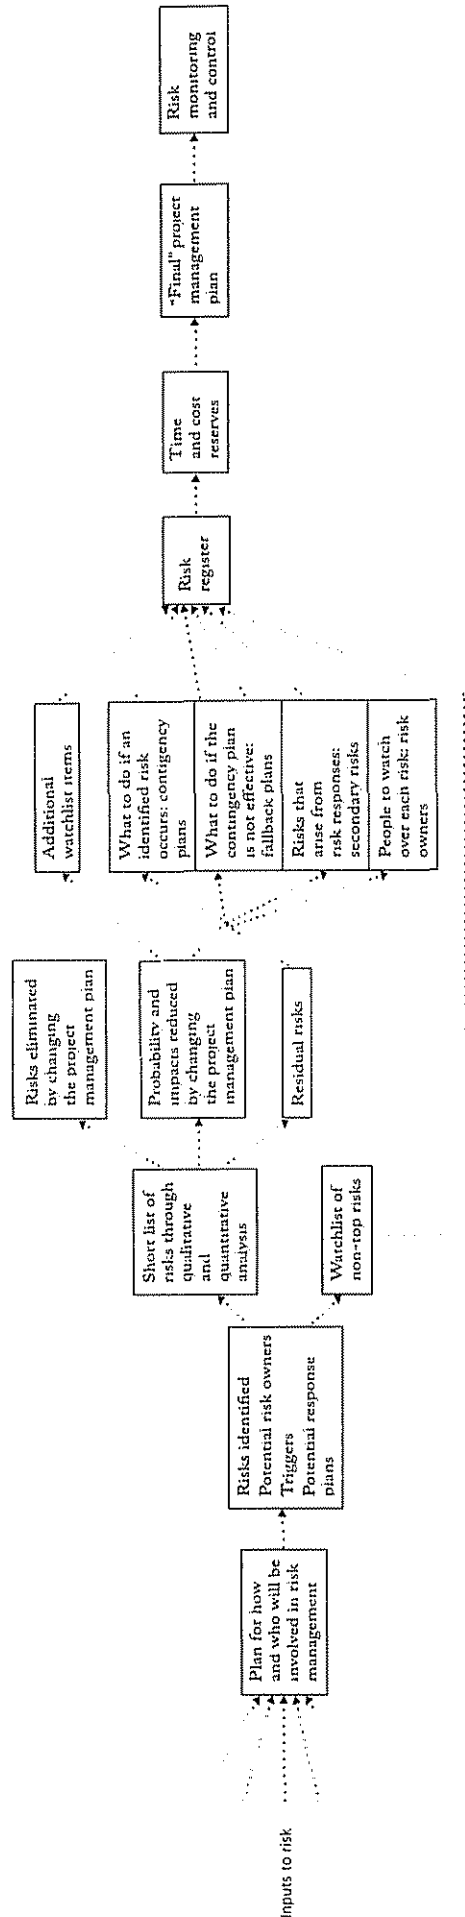 Inputs to risk
Plan for how
and who will be
involved in risk
management
Risks identified
Potential risk owners
Triggers
Potential response
plans
Short list of
risks through
qualitative
and
quantitative
analysis
Watchlist of
non-top risks
Risks eliminated
by changing
the project
management plan
Probability and
impacts reduced
by changing
the project
management plan
Residual risks
Additional
watchlist items
What to do if an
identified risk
occurs: contigency
plans
What to do if the
contingency plan
is not effective:
fallback plans
Risks that
arise from
risk responses:
secondary risks
People to watch
over each risk: risk
owners
Risk
register
Time
and cost
reserves
"Final" project
management
plan
Risk
monitoring
and control